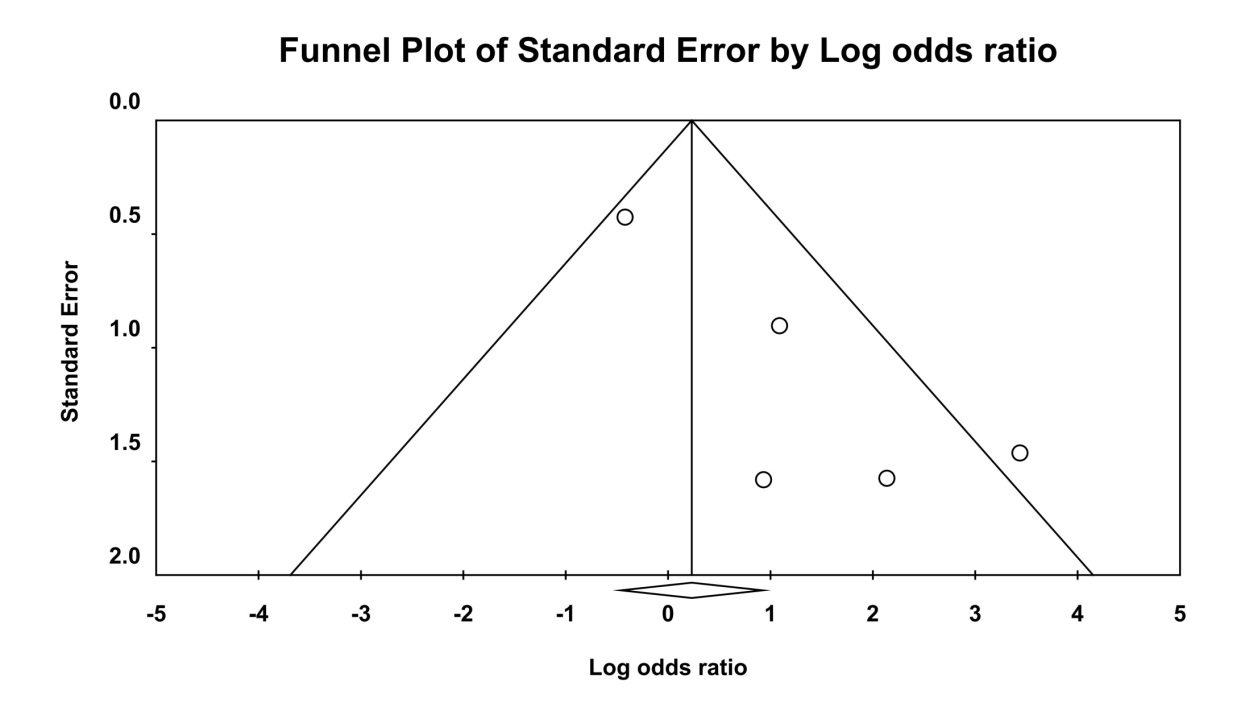 Funnel Plot of Standard Error by Log odds ratio
0.0
0.5
1.0
1.5
2.0
Standard Error
-5 -4 -3 -2 -1 0 1 2 3 4 5
Log odds ratio